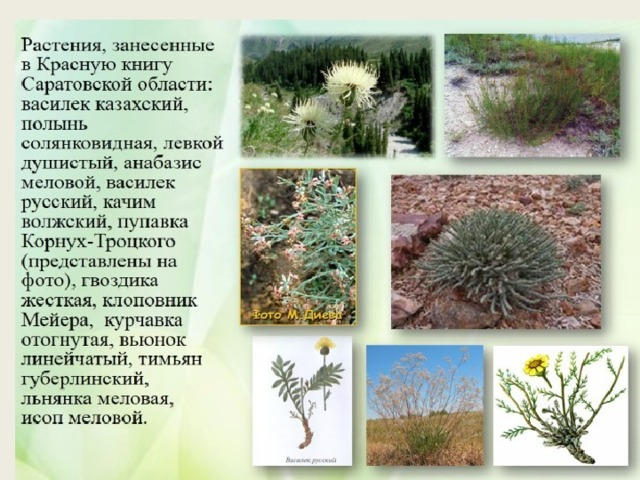 Растения, занесенные
в Красную книгу
Саратовской области:
василек казахский,
полынь
солянковидная, левкой
душистый, анабазис
меловой, василек
русский, качим
волжский, пупавка
Корнух-Троцкого
(представлены на
фото), гвоздика
жесткая, клоповник
Мейера, курчавка
отогнутая, вьюнок
линейчатый, тимьян
губерлинский,
льнянка меловая,
исоп меловой.
Фото М.Диева
Василек русский